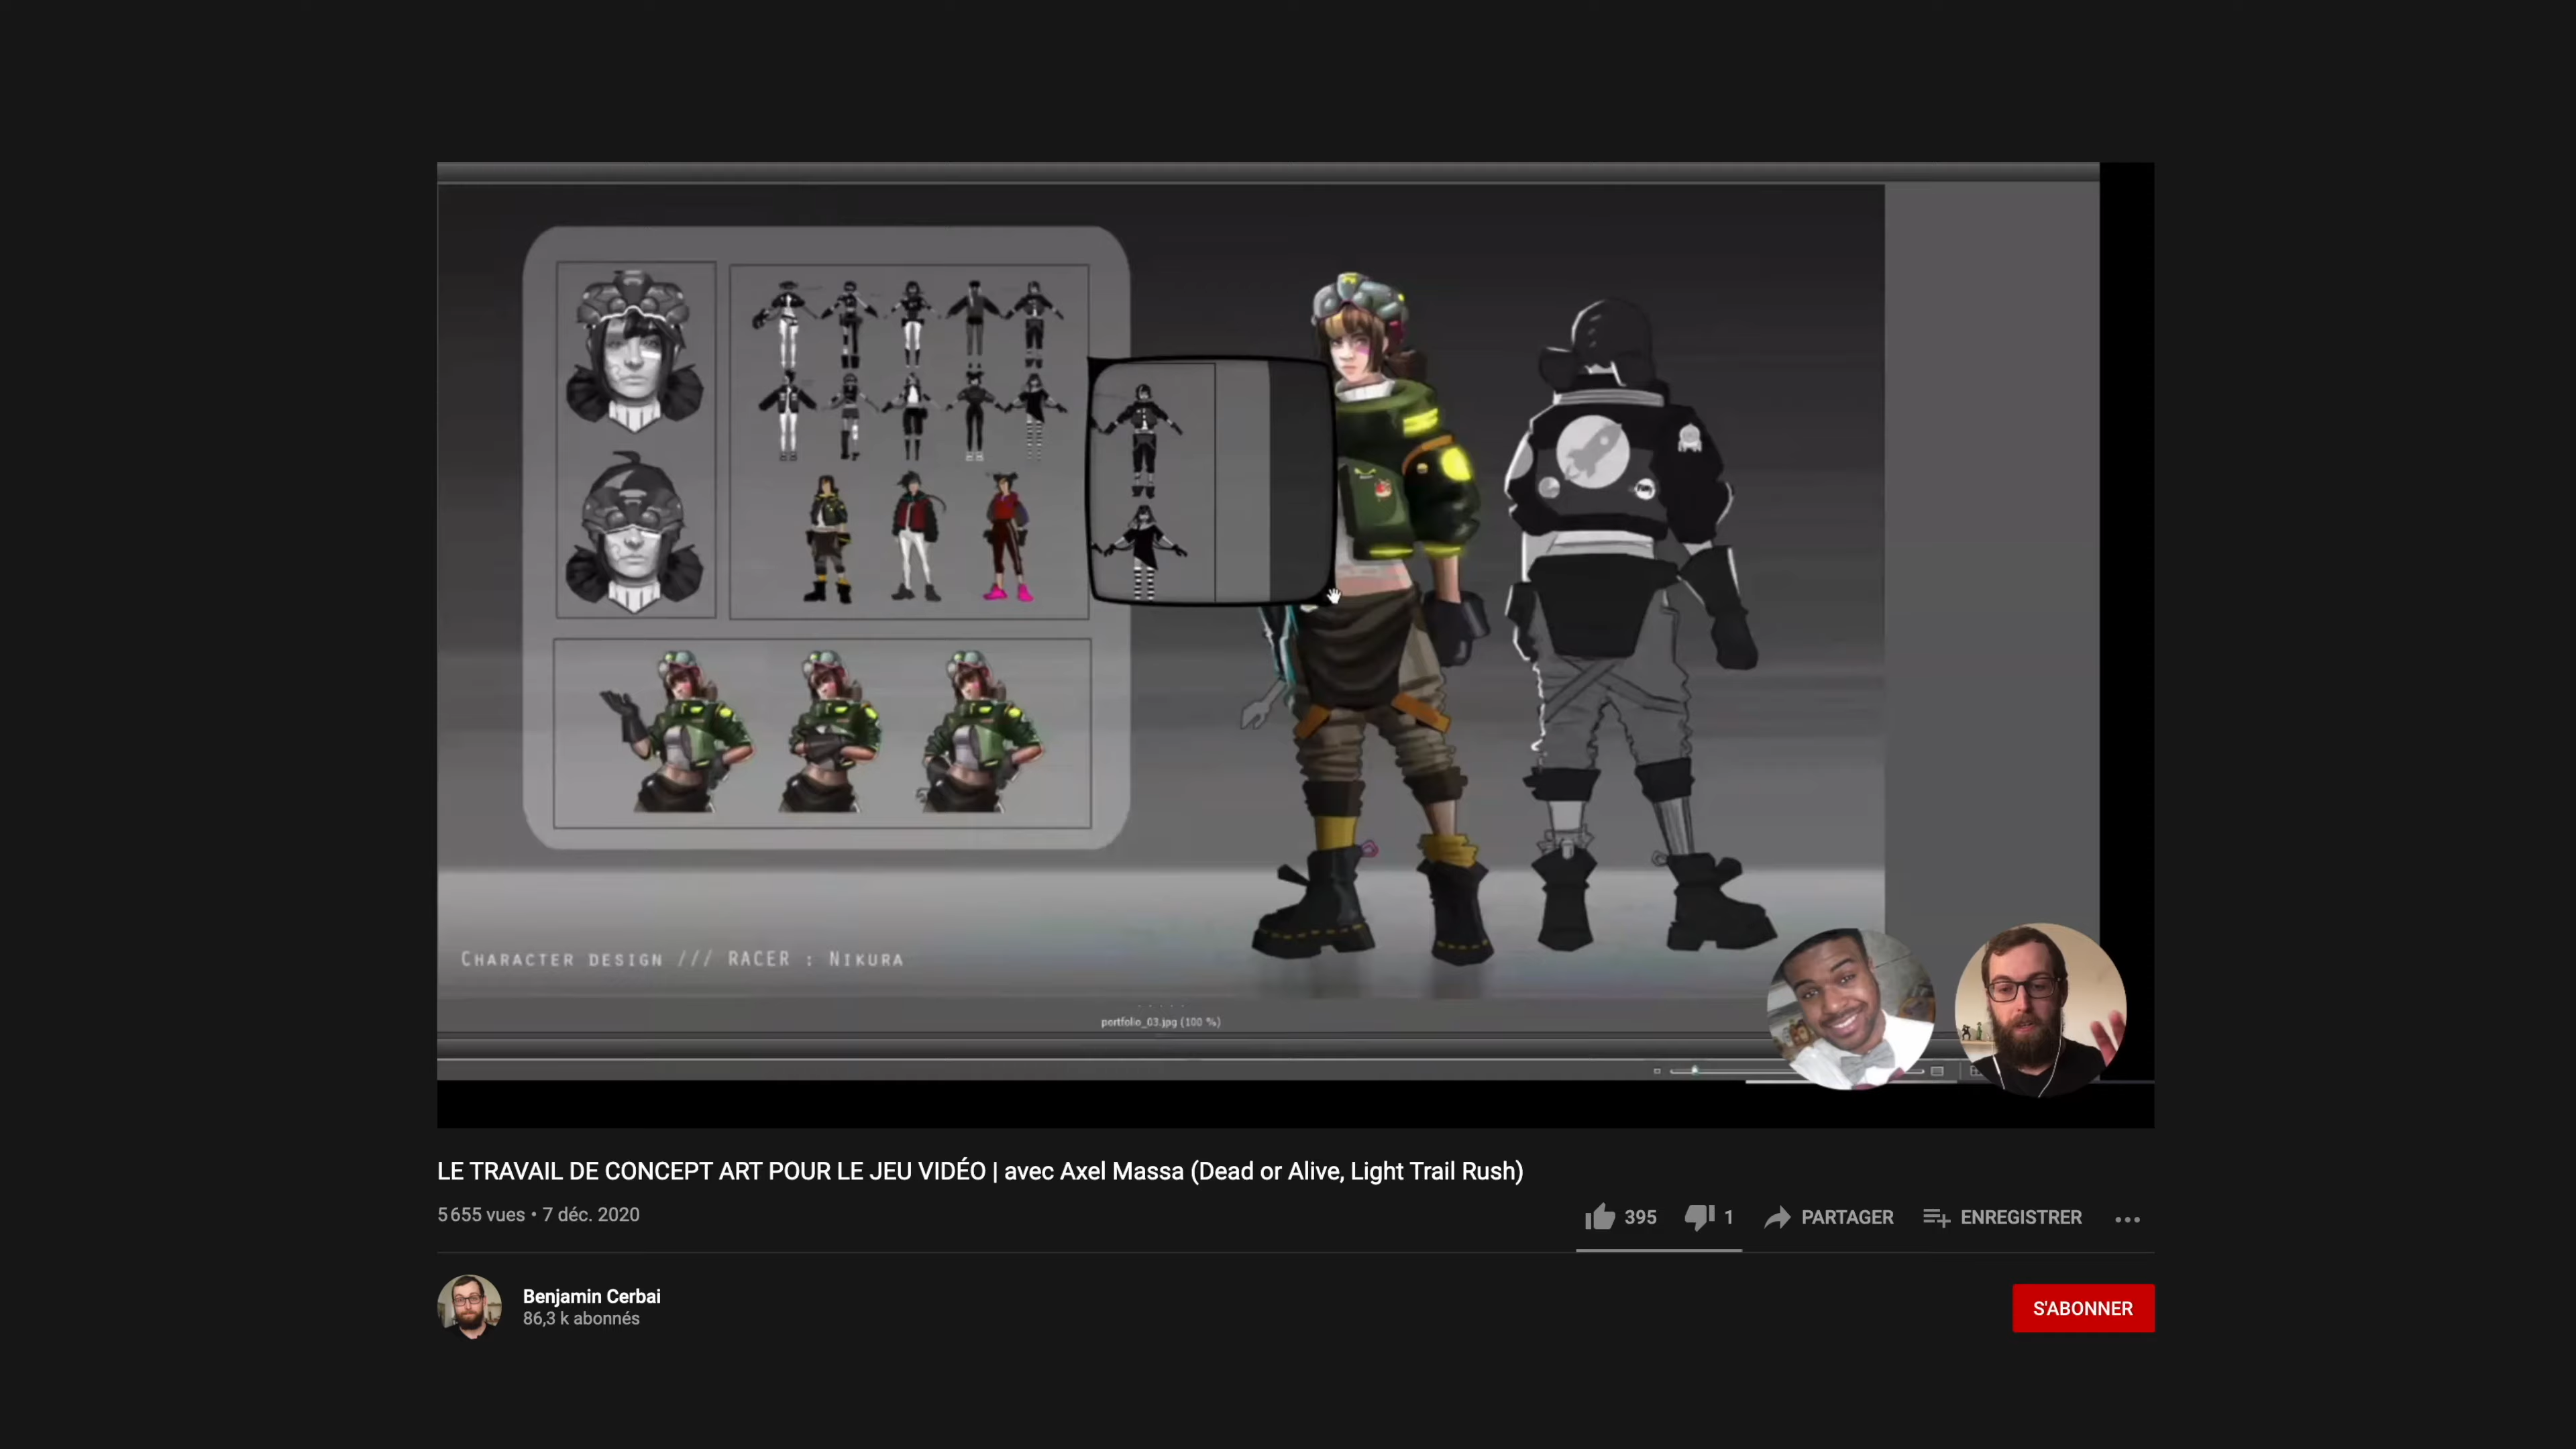 CHARACTER DESIGN /// RACER : NIKURA
portfolio_03.jpg (100 %)
LE TRAVAIL DE CONCEPT ART POUR LE JEU VIDÉO | avec Axel Massa (Dead or Alive, Light Trail Rush)
5 655 vues • 7 déc. 2020
395
1
PARTAGER
ENREGISTRER
Benjamin Cerbai
86,3 k abonnés
S'ABONNER